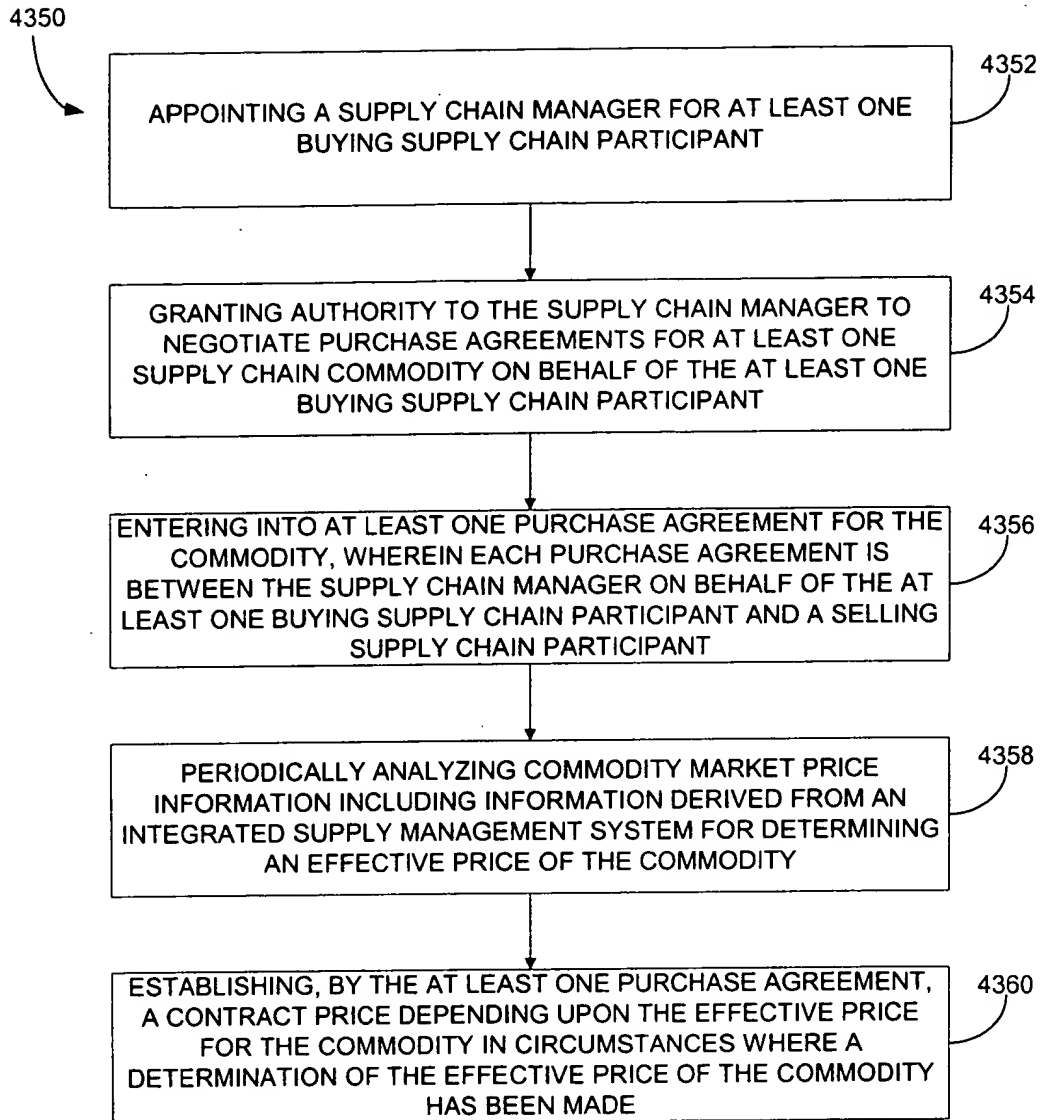 4350
4352
APPOINTING A SUPPLY CHAIN MANAGER FOR AT LEAST ONE
BUYING SUPPLY CHAIN PARTICIPANT
4354
GRANTING AUTHORITY TO THE SUPPLY CHAIN MANAGER TO
NEGOTIATE PURCHASE AGREEMENTS FOR AT LEAST ONE
SUPPLY CHAIN COMMODITY ON BEHALF OF THE AT LEAST ONE
BUYING SUPPLY CHAIN PARTICIPANT
4356
ENTERING INTO AT LEAST ONE PURCHASE AGREEMENT FOR THE
COMMODITY, WHEREIN EACH PURCHASE AGREEMENT IS
BETWEEN THE SUPPLY CHAIN MANAGER ON BEHALF OF THE AT
LEAST ONE BUYING SUPPLY CHAIN PARTICIPANT AND A SELLING
SUPPLY CHAIN PARTICIPANT
4358
PERIODICALLY ANALYZING COMMODITY MARKET PRICE
INFORMATION INCLUDING INFORMATION DERIVED FROM AN
INTEGRATED SUPPLY MANAGEMENT SYSTEM FOR DETERMINING
AN EFFECTIVE PRICE OF THE COMMODITY
4360
ESTABLISHING, BY THE AT LEAST ONE PURCHASE AGREEMENT,
A CONTRACT PRICE DEPENDING UPON THE EFFECTIVE PRICE
FOR THE COMMODITY IN CIRCUMSTANCES WHERE A
DETERMINATION OF THE EFFECTIVE PRICE OF THE COMMODITY
HAS BEEN MADE